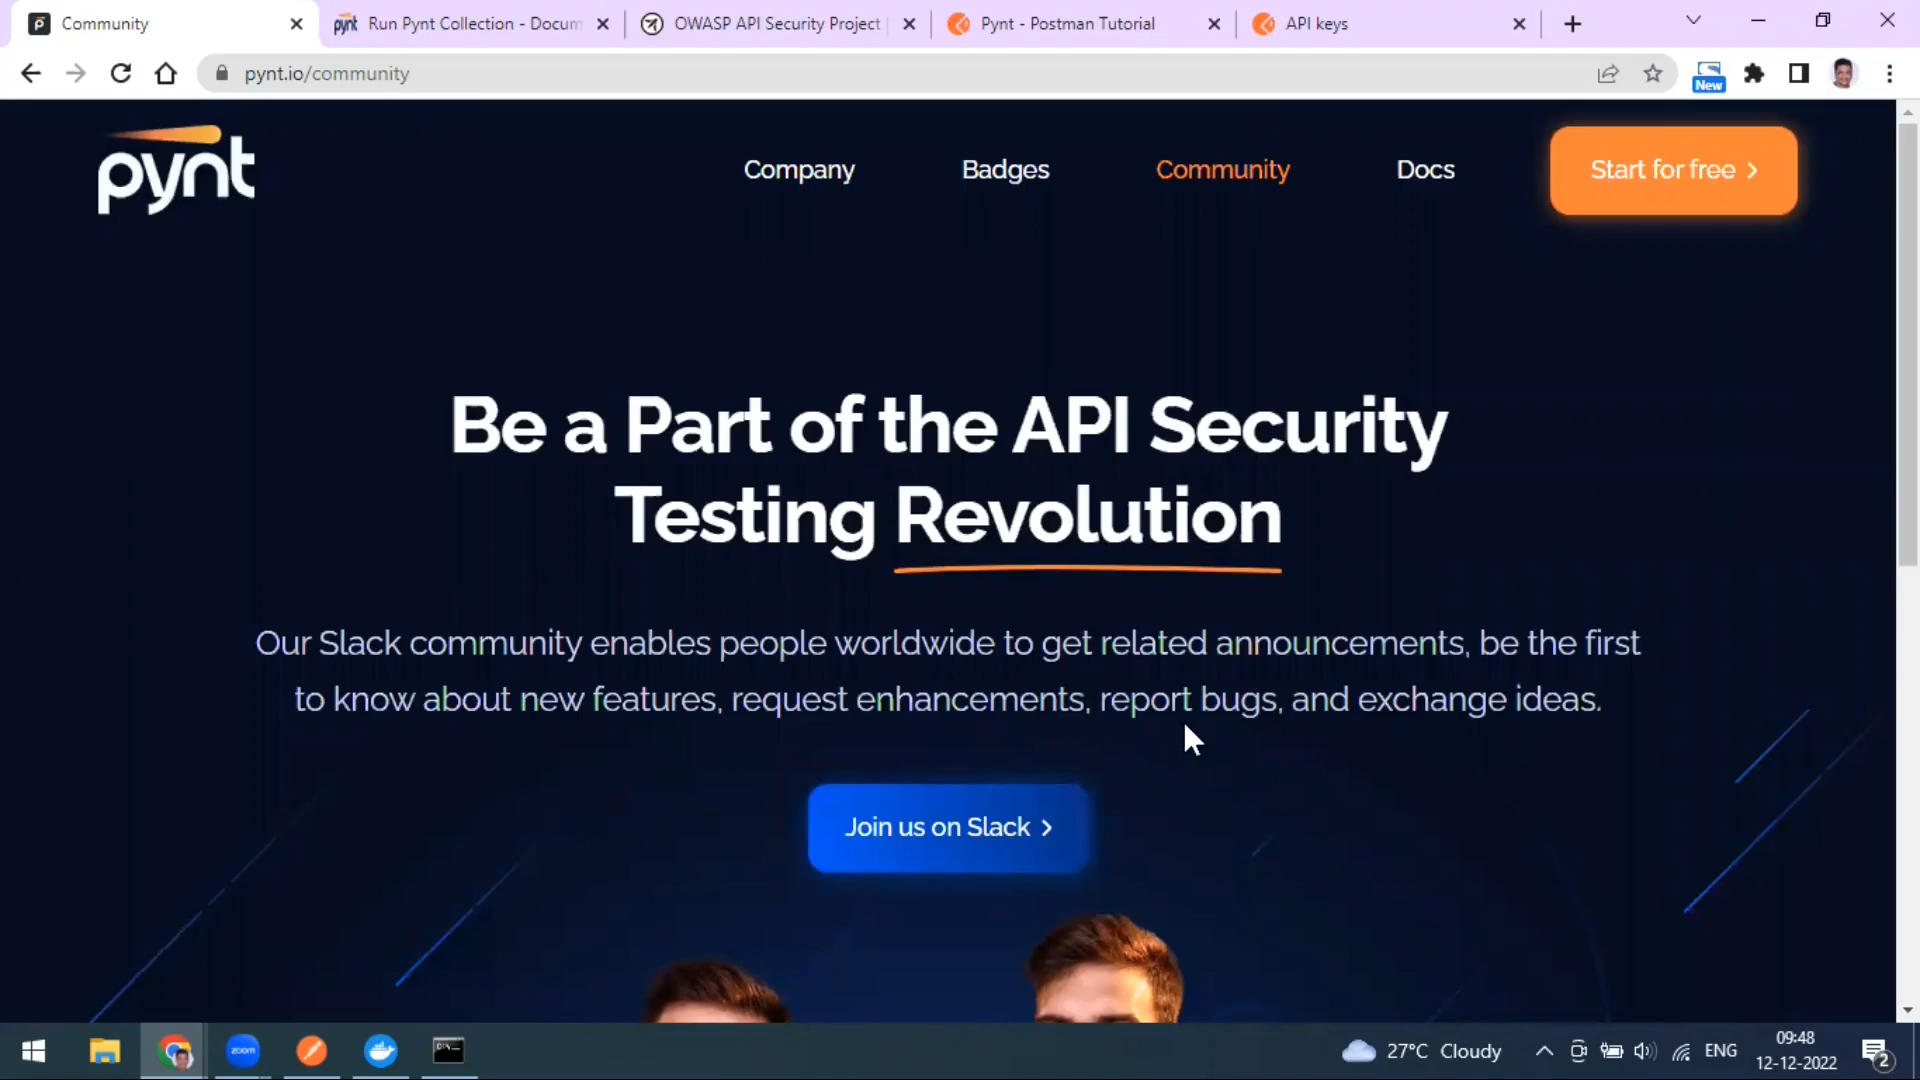 Community
Run Pynt Collection - Docum
OWASP API Security Project
Pynt - Postman Tutorial
API keys
pynt.io/community
New
pynt
Company
Badges
Community
Docs
Start for free >
Be a Part of the API Security
Testing Revolution
Our Slack community enables people worldwide to get related announcements, be the first
to know about new features, request enhancements, report bugs, and exchange ideas.
Join us on Slack >
zoom
27°C Cloudy
ENG
09:48
12-12-2022
2